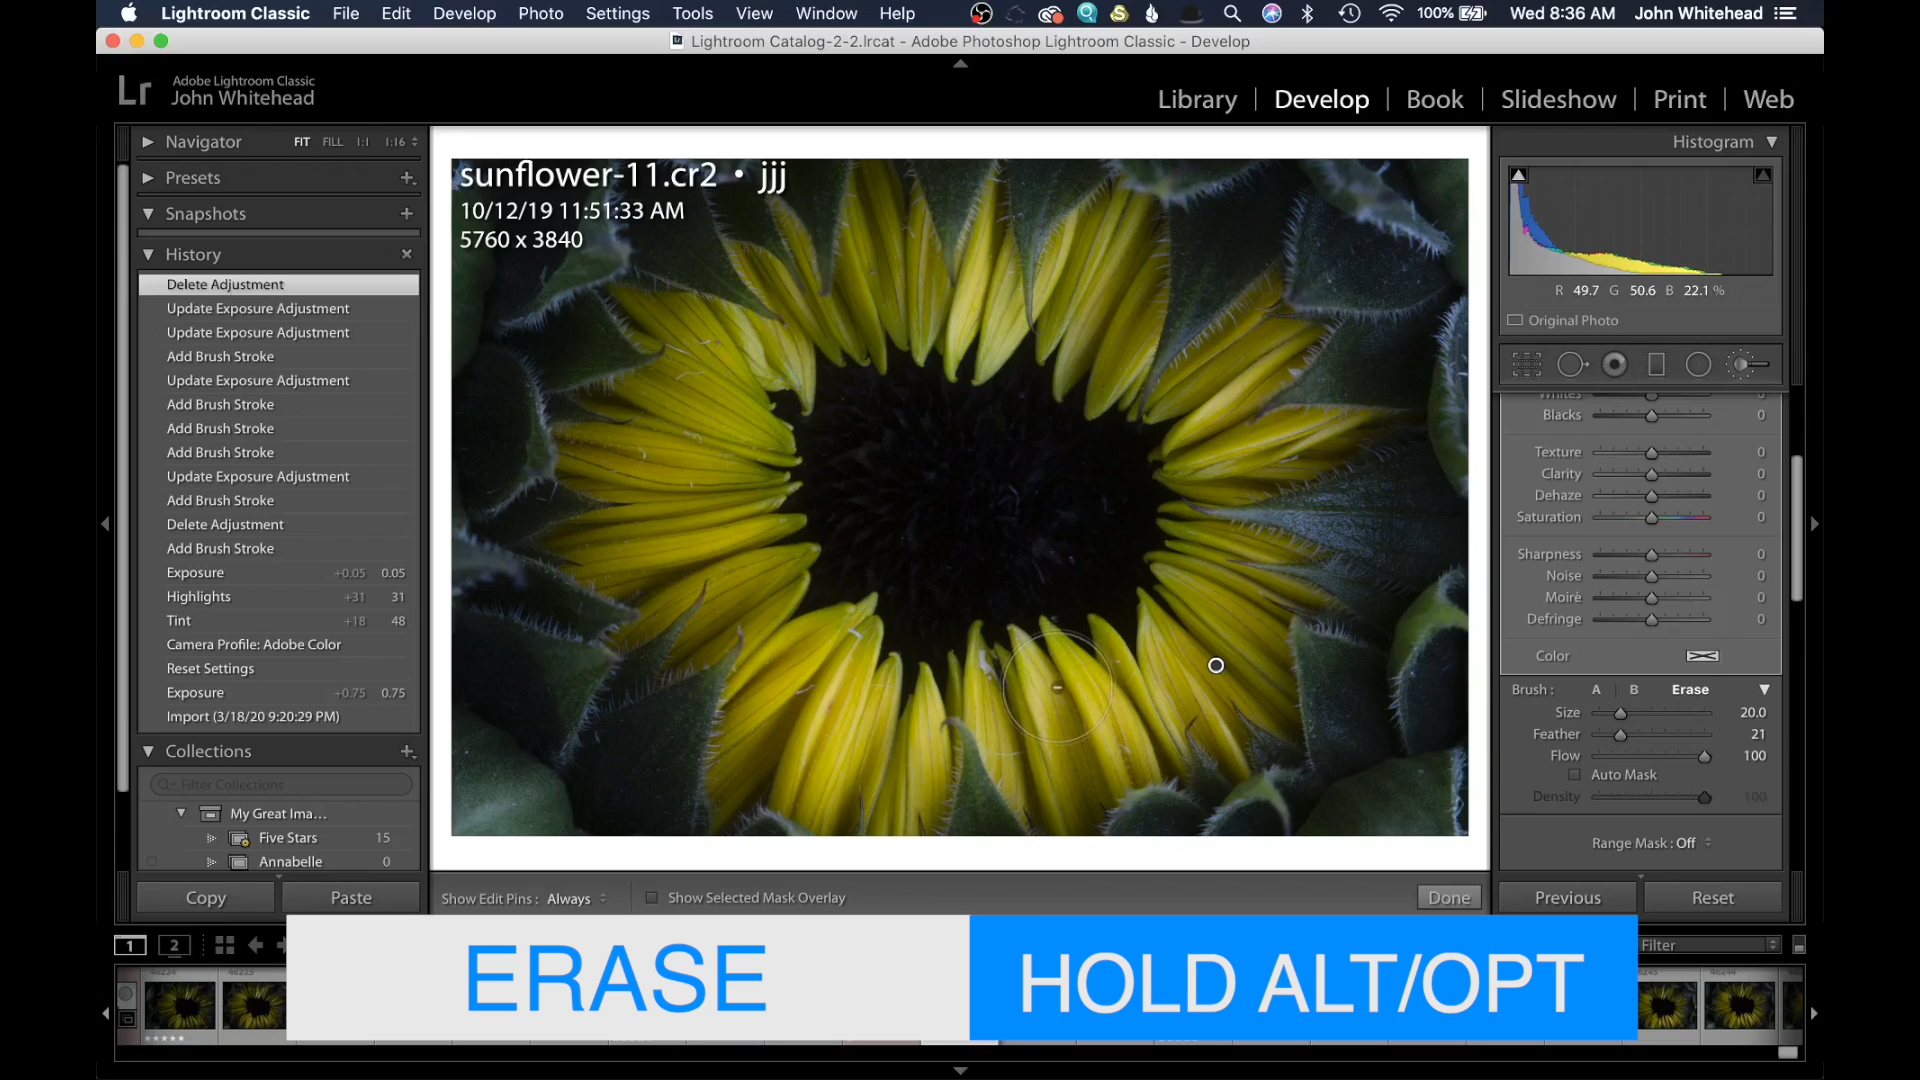 Lightroom Classic File Edit Develop Photo Settings Tools View Window Help 100% Wed 8:36 AM John Whitehead
Lightroom Catalog-2-2.lrcat - Adobe Photoshop Lightroom Classic - Develop
Lr
Adobe Lightroom Classic
John Whitehead
Library | Develop | Book | Slideshow | Print | Web
Navigator FIT FILL 1:1 1:16
Presets
Snapshots
History
Delete Adjustment
Update Exposure Adjustment
Update Exposure Adjustment
Add Brush Stroke
Update Exposure Adjustment
Add Brush Stroke
Add Brush Stroke
Add Brush Stroke
Update Exposure Adjustment
Add Brush Stroke
Delete Adjustment
Add Brush Stroke
Exposure +0.05 0.05
Highlights +31 31
Tint +18 48
Camera Profile: Adobe Color
Reset Settings
Exposure +0.75 0.75
Import (3/18/20 9:20:29 PM)
Collections
Filter Collections
My Great Ima...
Five Stars 15
Annabelle 0
Copy Paste
sunflower-11.cr2 • jjj
10/12/19 11:51:33 AM
5760 x 3840
Show Edit Pins : Always Show Selected Mask Overlay Done
Histogram
R 49.7 G 50.6 B 22.1 %
Original Photo
Whites 0
Blacks 0
Texture 0
Clarity 0
Dehaze 0
Saturation 0
Sharpness 0
Noise 0
Moiré 0
Defringe 0
Color
Brush : A | B Erase
Size 20.0
Feather 21
Flow 100
Auto Mask
Density 100
Range Mask : Off
Previous Reset
1 2 Filter
46224 46225 46244
ERASE HOLD ALT/OPT